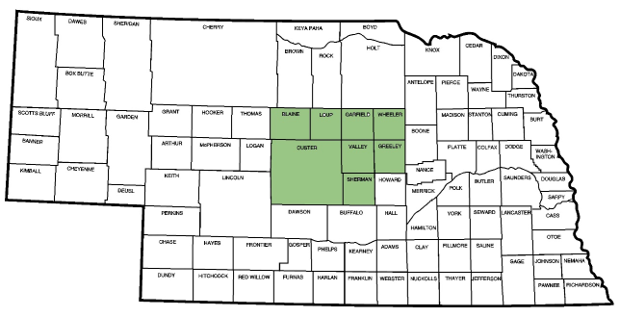 SIOUX
DAWES
SHERIDAN
CHERRY
KEYA PAHA
BOYD
BROWN
ROCK
HOLT
KNOX
CEDAR
DIXON
DAKOTA
BOX BUTTE
ANTELOPE
PIERCE
WAYNE
THURSTON
SCOTTS BLUFF
MORRILL
GARDEN
GRANT
HOOKER
THOMAS
BLAINE
LOUP
GARFIELD
WHEELER
MADISON
STANTON
CUMING
BURT
BOONE
BANNER
ARTHUR
McPHERSON
LOGAN
CUSTER
VALLEY
GREELEY
PLATTE
COLFAX
DODGE
WASH-
INGTON
KIMBALL
CHEYENNE
DEUEL
KEITH
LINCOLN
SHERMAN
HOWARD
NANCE
MERRICK
POLK
BUTLER
SAUNDERS
DOUGLAS
SARPY
PERKINS
DAWSON
BUFFALO
HALL
HAMILTON
YORK
SEWARD
LANCASTER
CASS
OTOE
CHASE
HAYES
FRONTIER
GOSPER
PHELPS
KEARNEY
ADAMS
CLAY
FILLMORE
SALINE
GAGE
JOHNSON
NEMAHA
DUNDY
HITCHCOCK
RED WILLOW
FURNAS
HARLAN
FRANKLIN
WEBSTER
NUCKOLLS
THAYER
JEFFERSON
PAWNEE
RICHARDSON